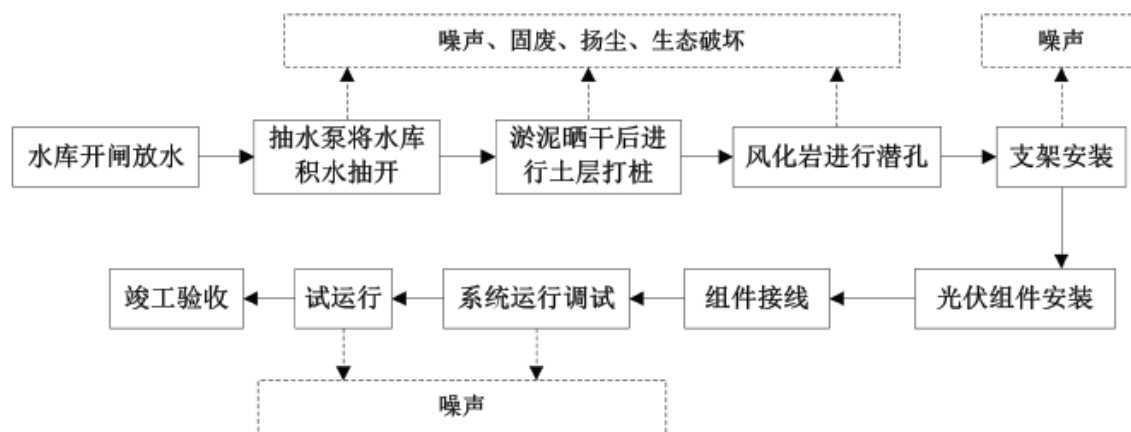 噪声、固废、扬尘、生态破坏
噪声
水库开闸放水
抽水泵将水库
积水抽开
淤泥晒干后进
行土层打桩
风化岩进行潜孔
支架安装
竣工验收
试运行
系统运行调试
组件接线
光伏组件安装
噪声